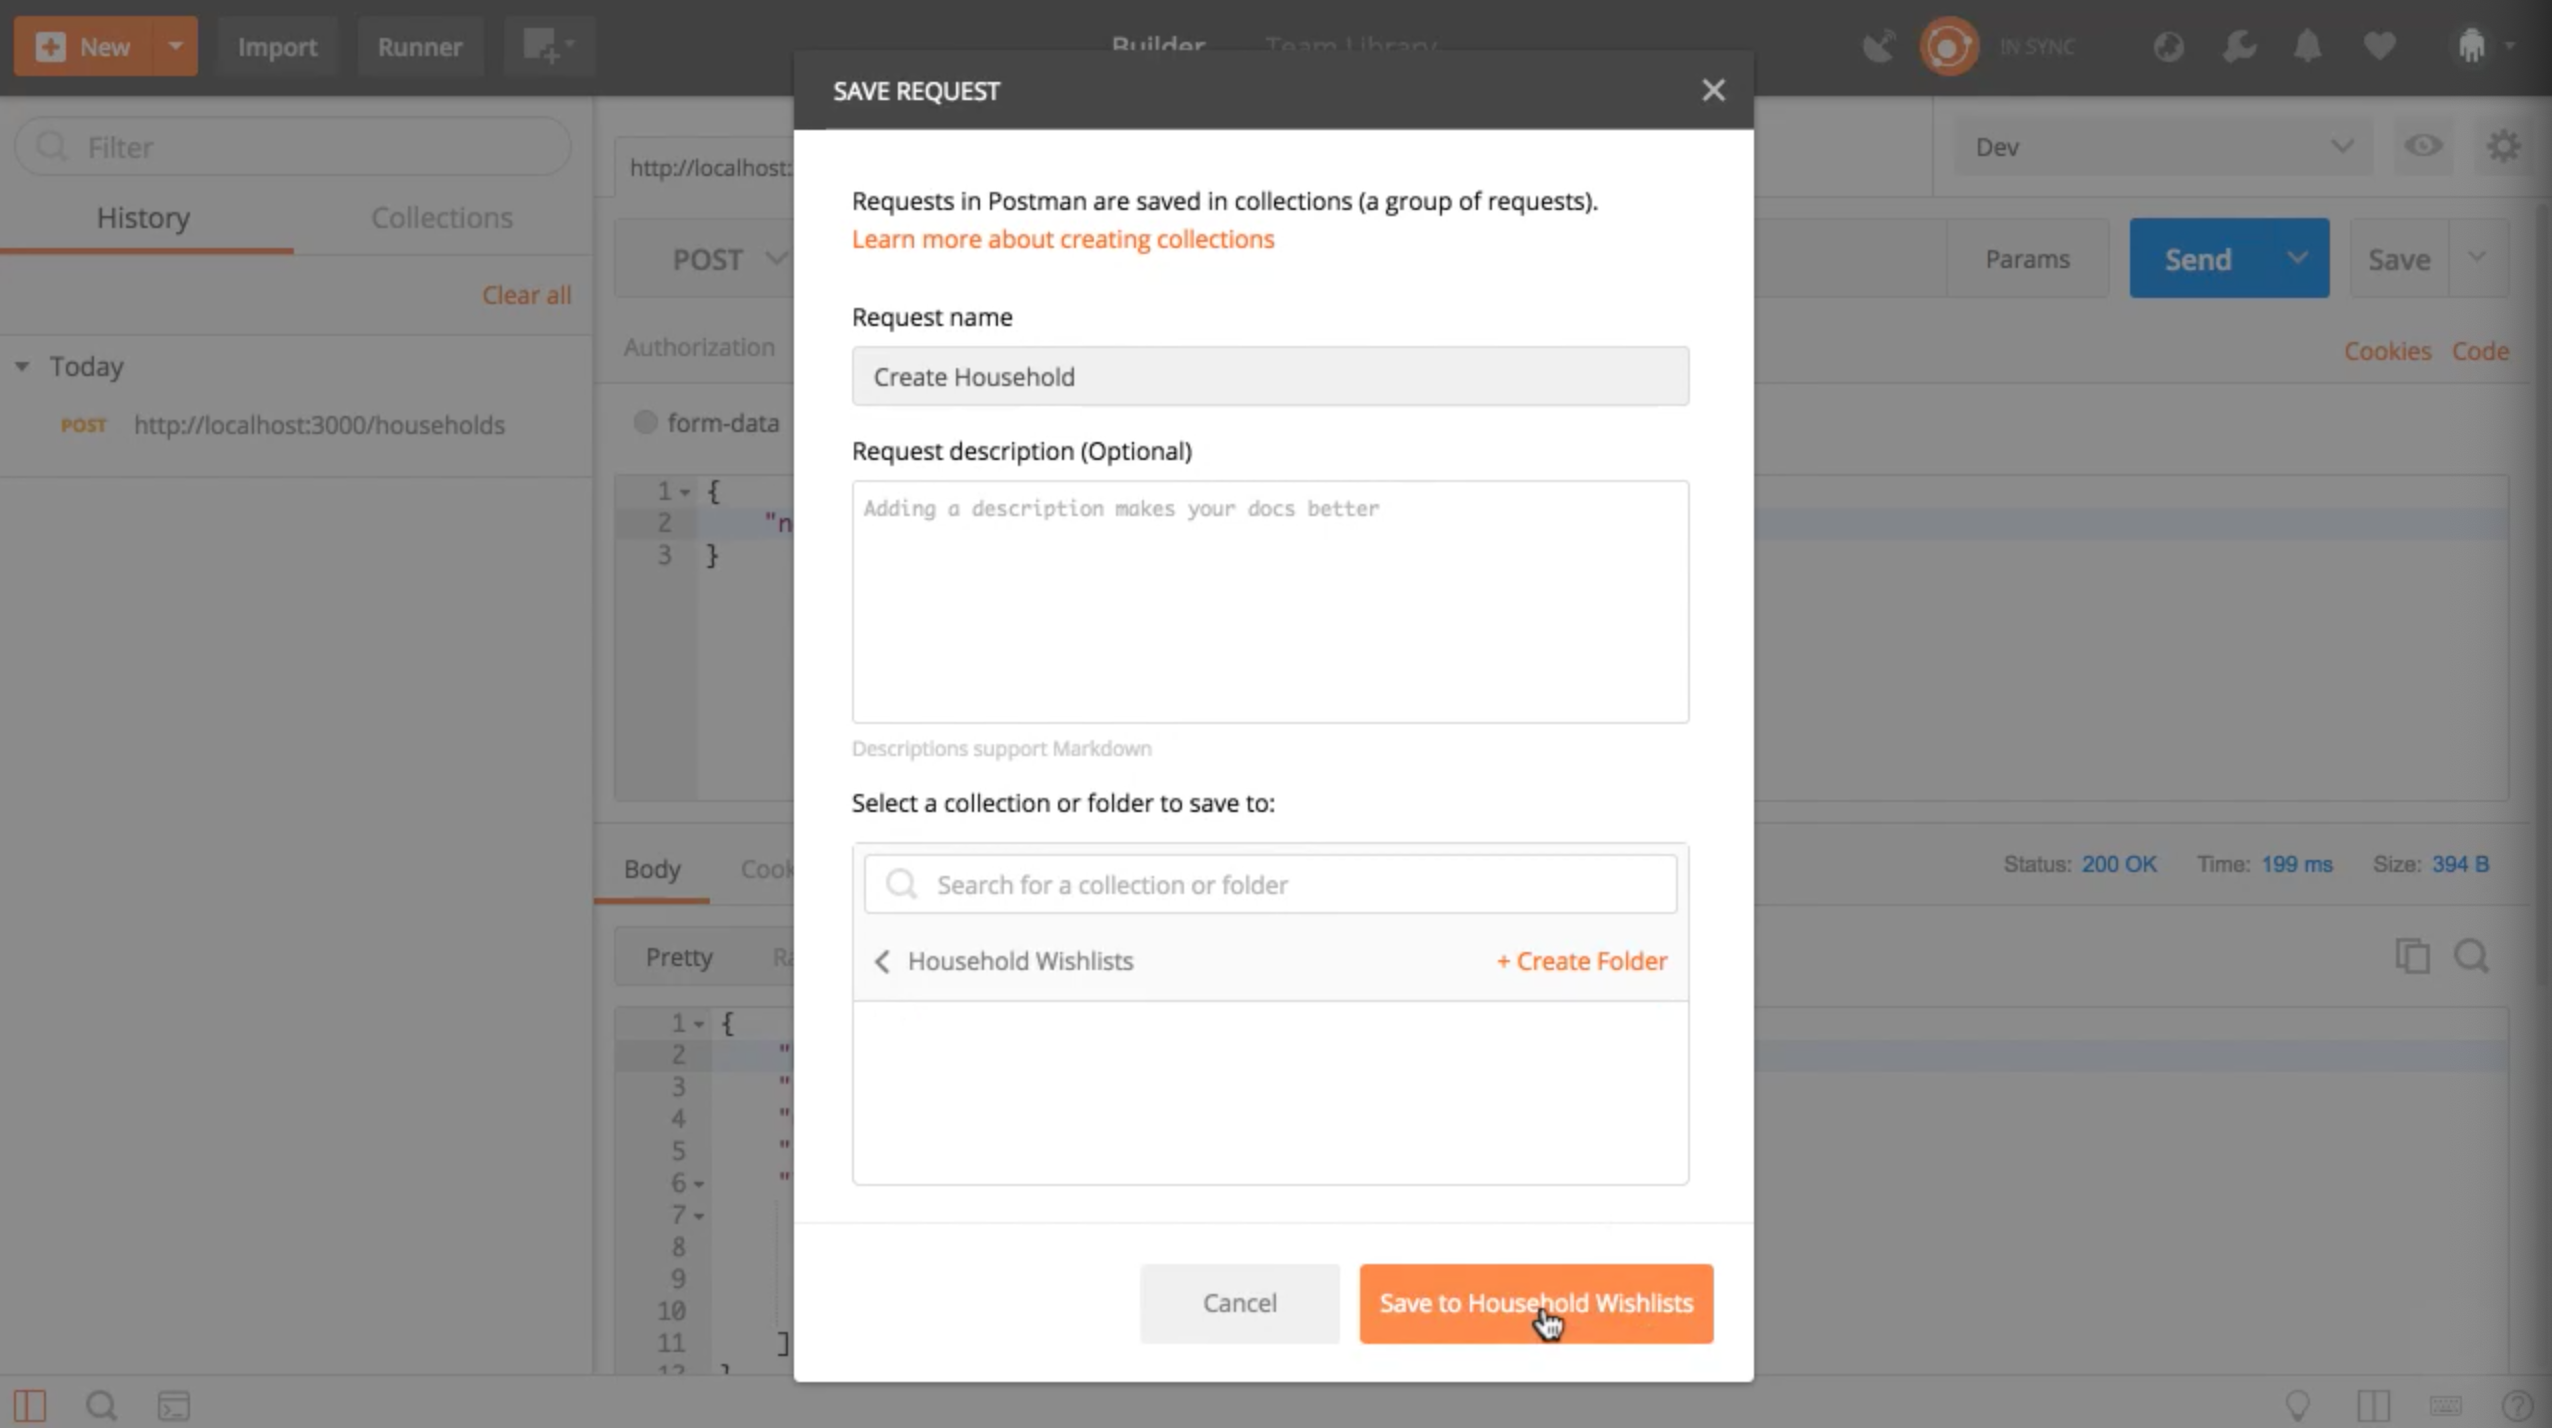 New
Import
Runner
Builder
Team Library
IN SYNC
SAVE REQUEST
Filter
History
Collections
Clear all
Today
POST http://localhost:3000/households
http://localhost:
Dev
POST
Params
Send
Save
Authorization
Cookies
Code
form-data
1 {
2 "n
3 }
Requests in Postman are saved in collections (a group of requests).
Learn more about creating collections
Request name
Create Household
Request description (Optional)
Adding a description makes your docs better
Descriptions support Markdown
Select a collection or folder to save to:
Search for a collection or folder
Household Wishlists
+ Create Folder
Cancel
Save to Household Wishlists
Body
Cook
Status: 200 OK
Time: 199 ms
Size: 394 B
Pretty
Ra
1 {
2 "
3 "
4 "
5 "
6 "
7
8
9
10
11 ]
12 }